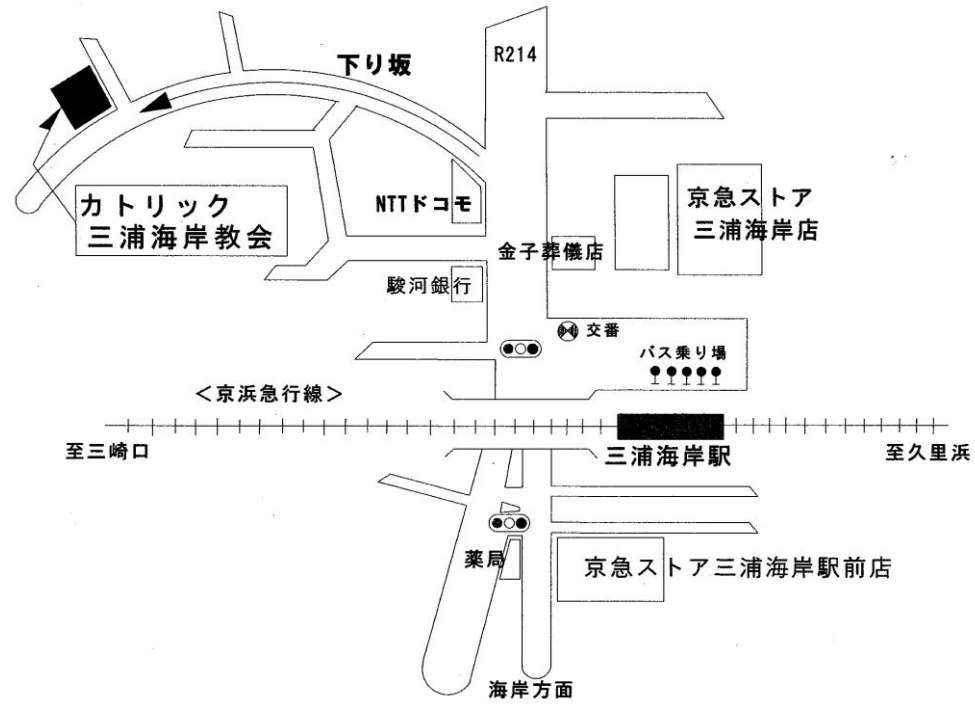 下り坂
R214
カトリック
三浦海岸教会
NTTドコモ
京急ストア
三浦海岸店
金子葬儀店
駿河銀行
交番
バス乗り場
＜京浜急行線＞
至三崎口
三浦海岸駅
至久里浜
薬局
京急ストア三浦海岸駅前店
海岸方面